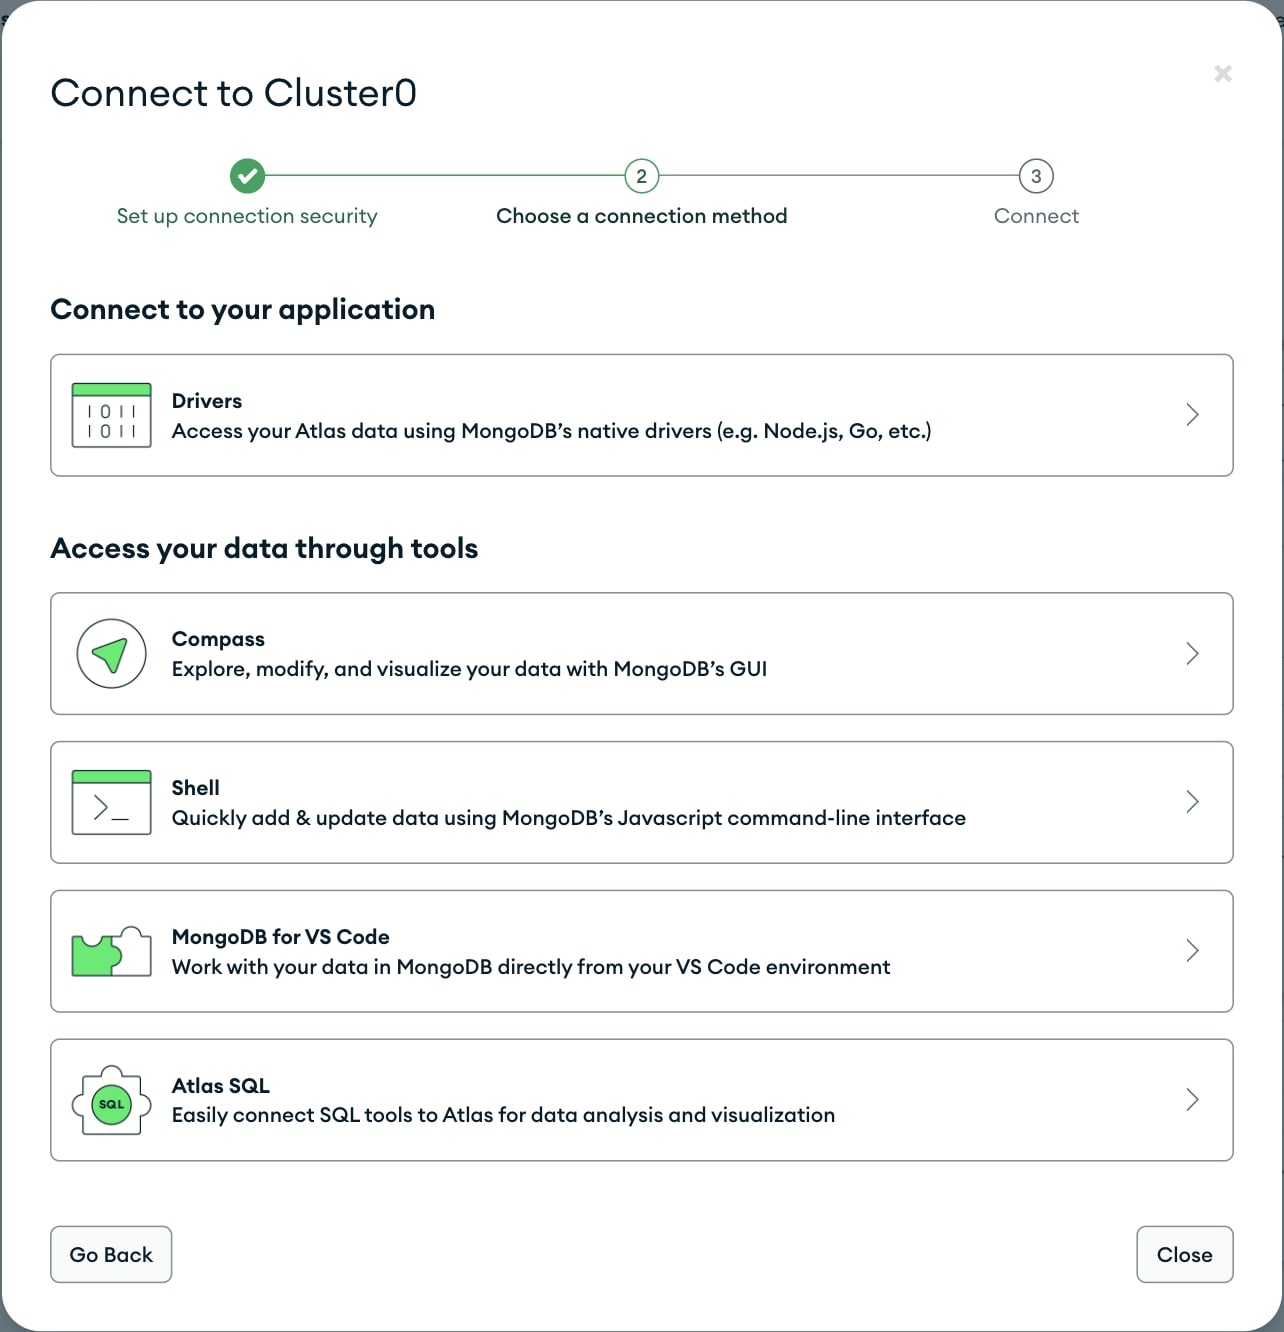 Connect to Cluster0
2
3
Set up connection security
Choose a connection method
Connect
Connect to your application
1011
1011
Drivers
Access your Atlas data using MongoDB’s native drivers (e.g. Node.js, Go, etc.)
Access your data through tools
Compass
Explore, modify, and visualize your data with MongoDB’s GUI
>_
Shell
Quickly add & update data using MongoDB’s Javascript command-line interface
MongoDB for VS Code
Work with your data in MongoDB directly from your VS Code environment
SQL
Atlas SQL
Easily connect SQL tools to Atlas for data analysis and visualization
Go Back
Close